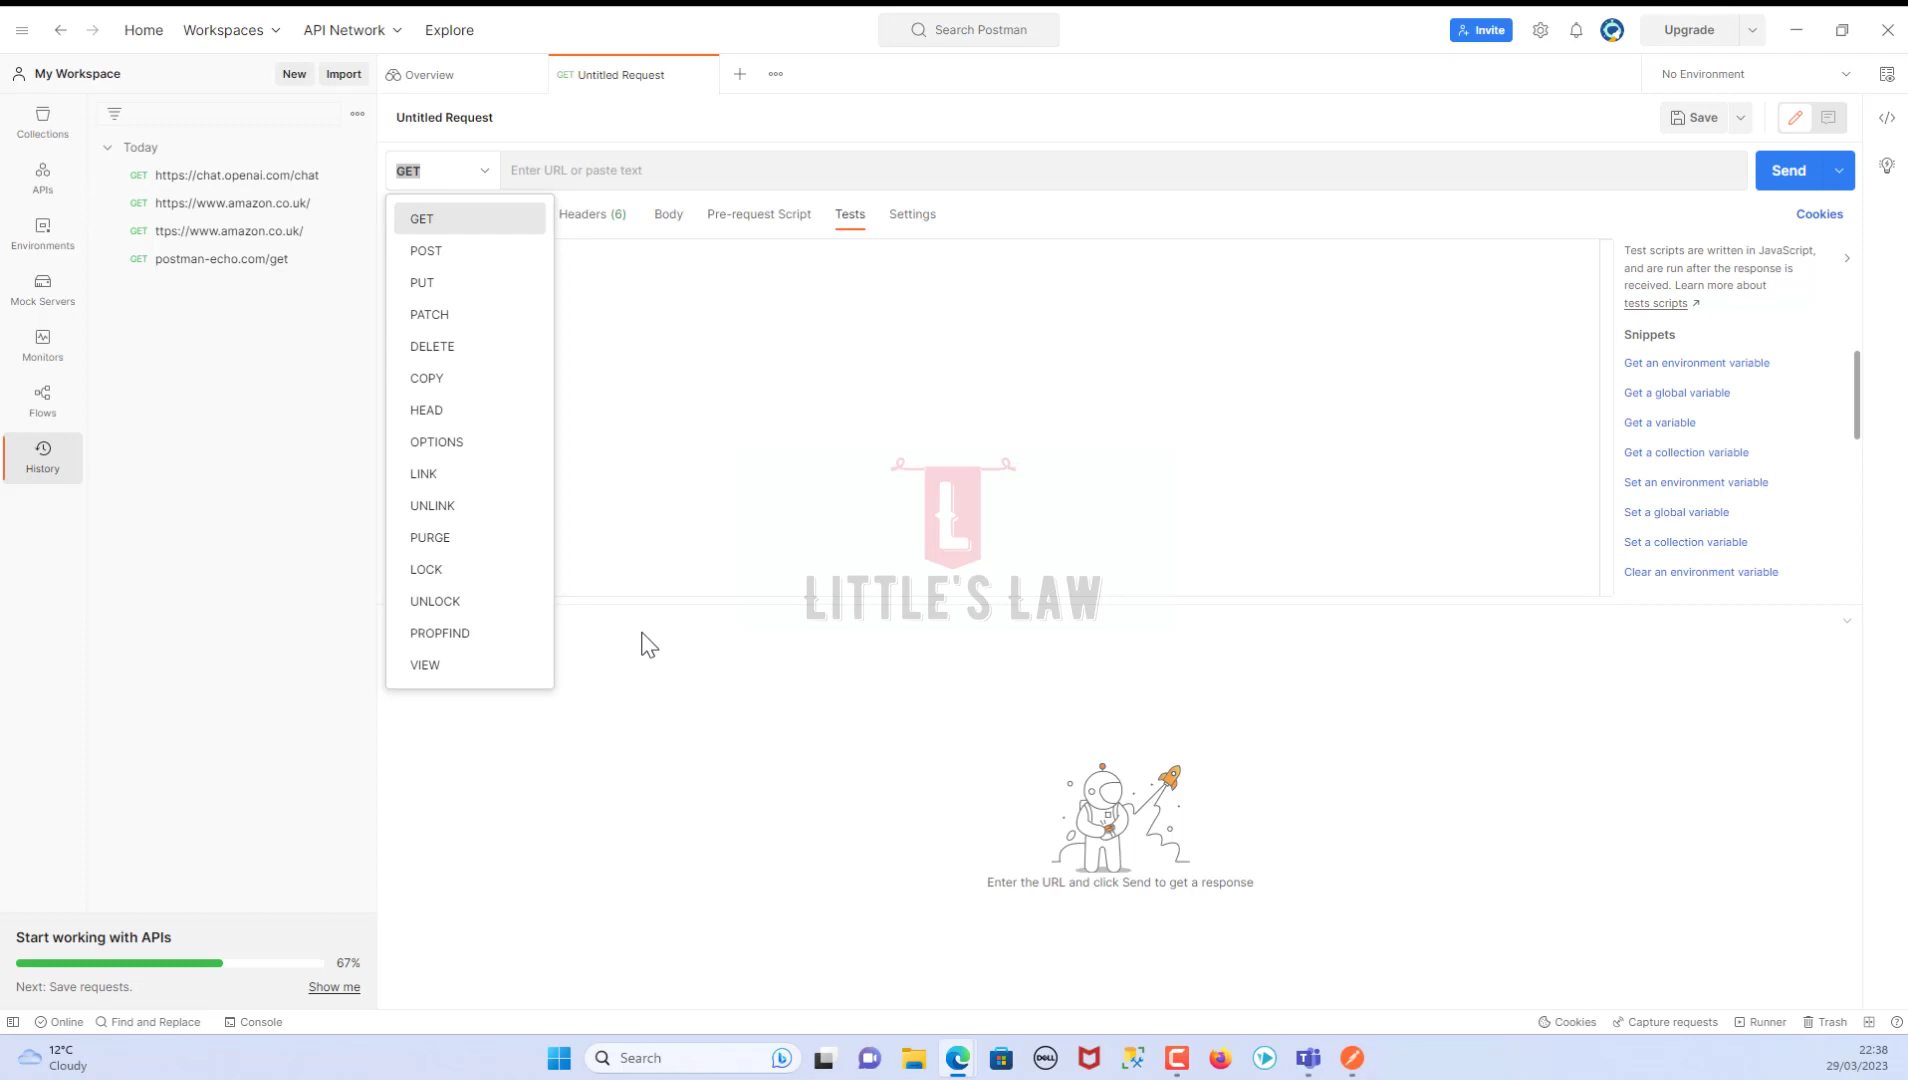 Home
Workspaces
API Network
Explore
Search Postman
Invite
Upgrade
My Workspace
New
Import
Overview
GET Untitled Request
No Environment
Collections
APIs
Environments
Mock Servers
Monitors
Flows
History
Today
GET https://chat.openai.com/chat
GET https://www.amazon.co.uk/
GET ttps://www.amazon.co.uk/
GET postman-echo.com/get
Untitled Request
Save
GET
Enter URL or paste text
Send
Headers (6)
Body
Pre-request Script
Tests
Settings
Cookies
GET
POST
PUT
PATCH
DELETE
COPY
HEAD
OPTIONS
LINK
UNLINK
PURGE
LOCK
UNLOCK
PROPFIND
VIEW
Test scripts are written in JavaScript,
and are run after the response is
received. Learn more about
tests scripts
Snippets
Get an environment variable
Get a global variable
Get a variable
Get a collection variable
Set an environment variable
Set a global variable
Set a collection variable
Clear an environment variable
L
LITTLE'S LAW
Enter the URL and click Send to get a response
Start working with APIs
67%
Next: Save requests.
Show me
Online
Find and Replace
Console
Cookies
Capture requests
Runner
Trash
12°C
Cloudy
Search
DELL
22:38
29/03/2023